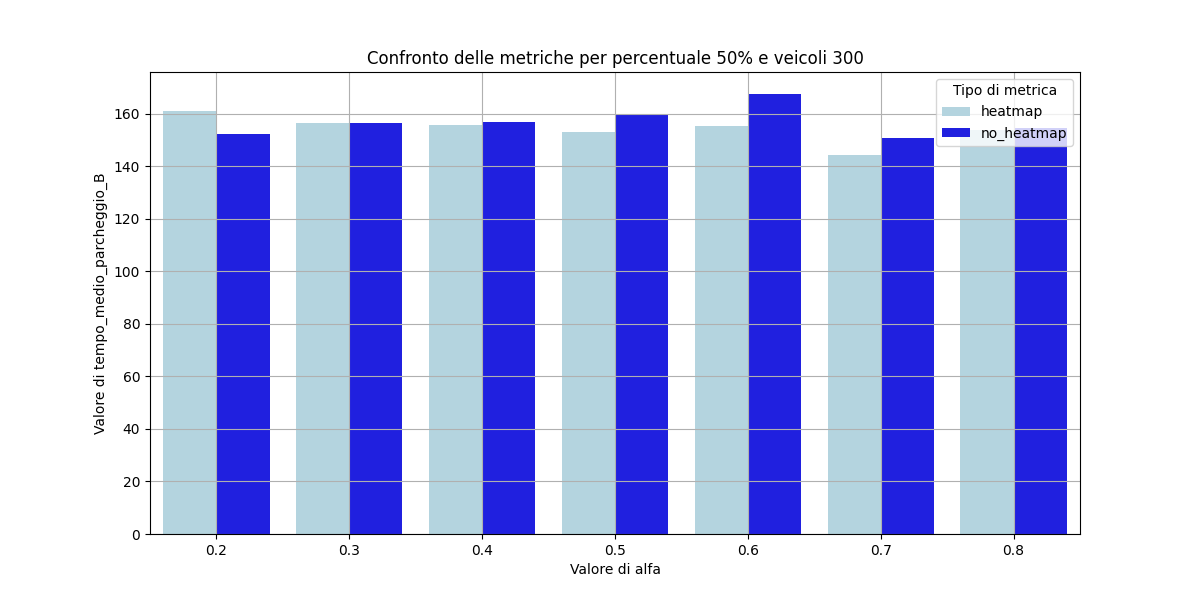 Confronto delle metriche per percentuale 50% e veicoli 300
Valore di tempo_medio_parcheggio_B
160
140
120
100
80
60
40
20
0
Tipo di metrica
heatmap
no_heatmap
0.2 0.3 0.4 0.5 0.6 0.7 0.8
Valore di alfa